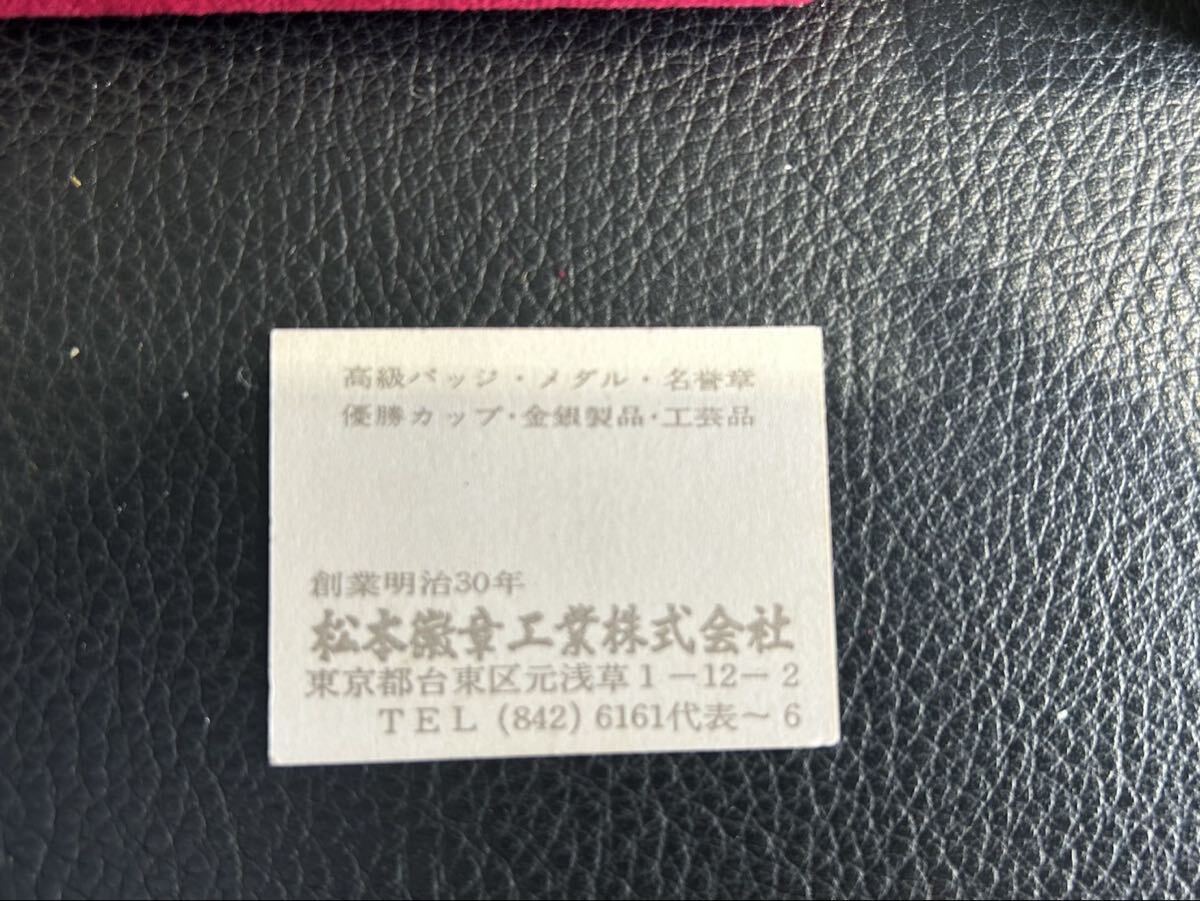 高級バッジ・メダル・名誉章
優勝カップ・金銀製品・工芸品
創業明治30年
松本徽章工業株式会社
東京都台東区元浅草1－12－2
TEL (842) 6161代表～6